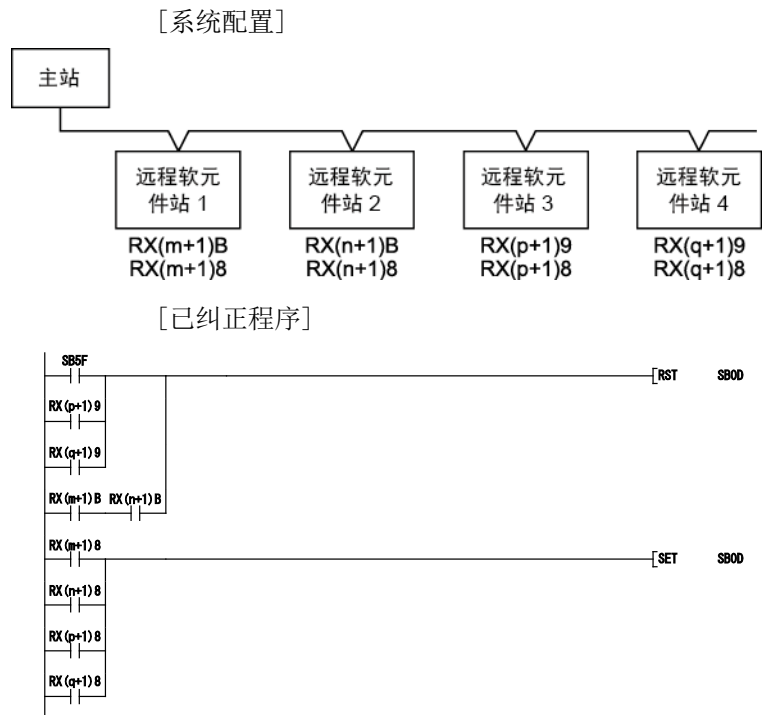 [系统配置]
主站
远程软元
件站 1
远程软元
件站 2
远程软元
件站 3
远程软元
件站 4
RX(m+1)B
RX(m+1)8
RX(n+1)B
RX(n+1)8
RX(p+1)9
RX(p+1)8
RX(q+1)9
RX(q+1)8
[已纠正程序]
SB5F
RST SB0D
RX(p+1)9
RX(q+1)9
RX(m+1)B RX(n+1)B
RX(m+1)8
SET SB0D
RX(n+1)8
RX(p+1)8
RX(q+1)8